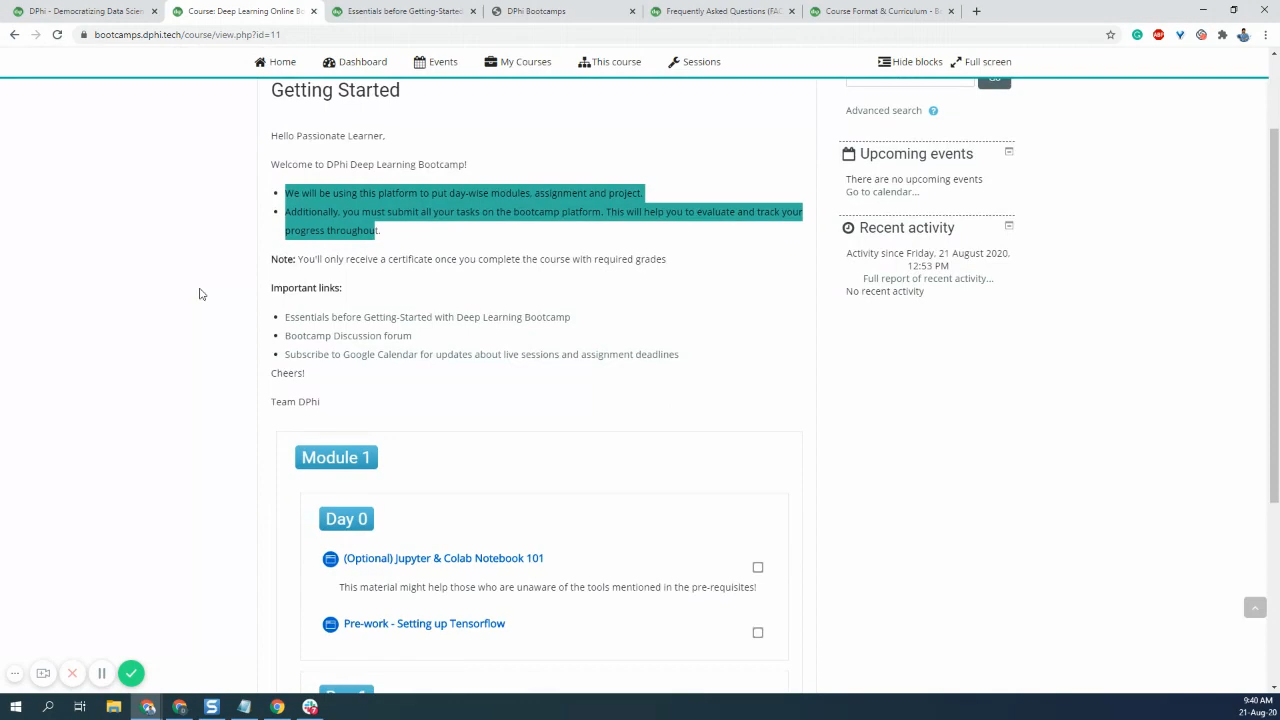 DPhi - Democratizing Data Scien
Course: Deep Learning Online Bo
Essentials before Getting-Started
DPhi Bootcamps
Frequently Asked Questions (FAC
Course Format & Curriculum - Be
bootcamps.dphi.tech/course/view.php?id=11
Home
Dashboard
Events
My Courses
This course
Sessions
Hide blocks
Full screen
Getting Started
Hello Passionate Learner,
Welcome to DPhi Deep Learning Bootcamp!
We will be using this platform to put day-wise modules, assignment and project.
Additionally, you must submit all your tasks on the bootcamp platform. This will help you to evaluate and track your
progress throughout.
Note: You'll only receive a certificate once you complete the course with required grades
Important links:
Essentials before Getting-Started with Deep Learning Bootcamp
Bootcamp Discussion forum
Subscribe to Google Calendar for updates about live sessions and assignment deadlines
Cheers!
Team DPhi
Module 1
Day 0
(Optional) Jupyter & Colab Notebook 101
This material might help those who are unaware of the tools mentioned in the pre-requisites!
Pre-work - Setting up Tensorflow
Advanced search
Upcoming events
There are no upcoming events
Go to calendar...
Recent activity
Activity since Friday, 21 August 2020,
12:53 PM
Full report of recent activity...
No recent activity
9:40 AM
21-Aug-20